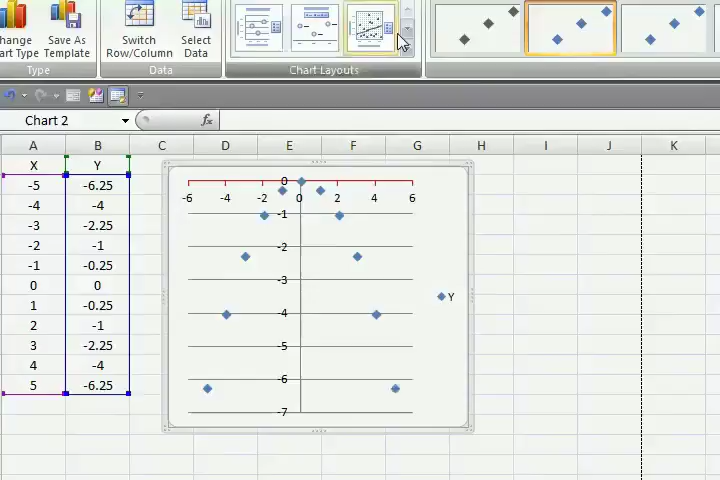 hange Save As Switch Select
art Type Template Row/Column Data
Type Data Chart Layouts
Chart 2 fx
A B C D E F G H I J K
X Y
-5 -6.25
-4 -4
-3 -2.25
-2 -1
-1 -0.25
0 0
1 -0.25
2 -1
3 -2.25
4 -4
5 -6.25
0
-6 -4 -2 0 2 4 6
-1
-2
-3
Y
-4
-5
-6
-7